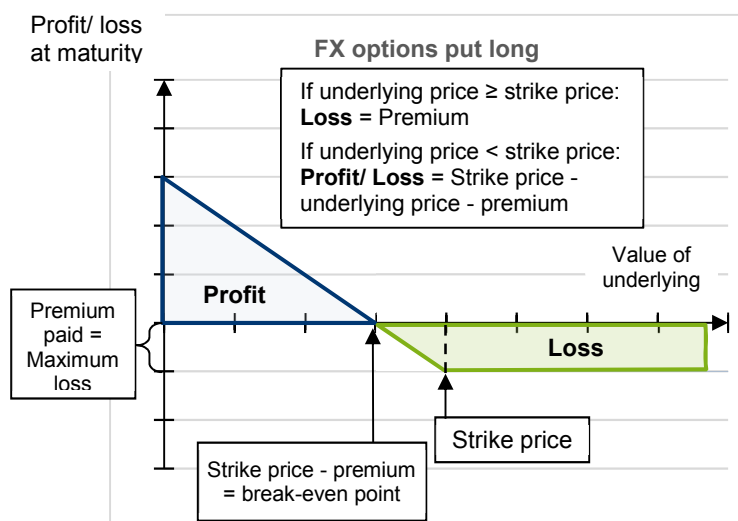 Profit/ loss
at maturity
FX options put long
If underlying price ≥ strike price:
Loss = Premium
If underlying price < strike price:
Profit/ Loss = Strike price -
underlying price - premium
Value of
underlying
Profit
Premium
paid =
Maximum
loss
Loss
Strike price
Strike price - premium
= break-even point